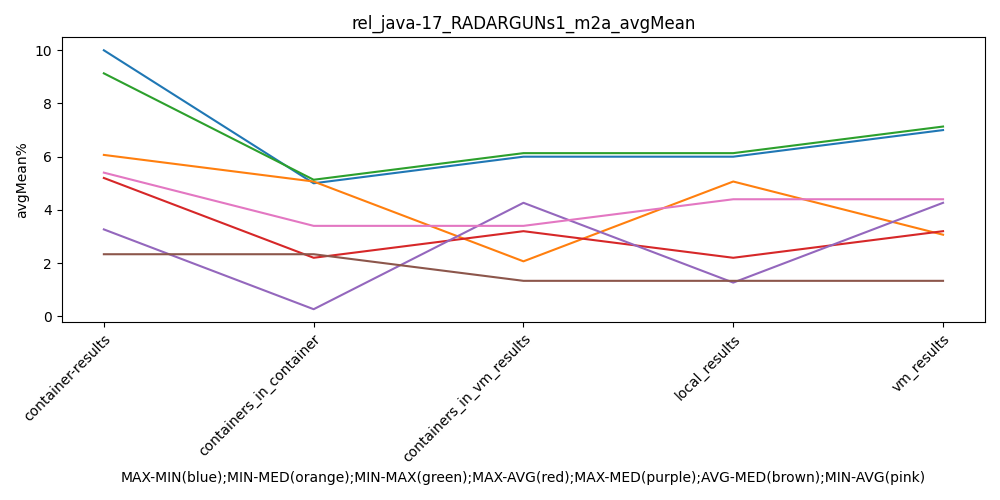 rel_java-17_RADARGUNs1_m2a_avgMean
avgMean%
10
8
6
4
2
0
container-results
containers_in_container
containers_in_vm_results
local_results
vm_results
MAX-MIN(blue);MIN-MED(orange);MIN-MAX(green);MAX-AVG(red);MAX-MED(purple);AVG-MED(brown);MIN-AVG(pink)